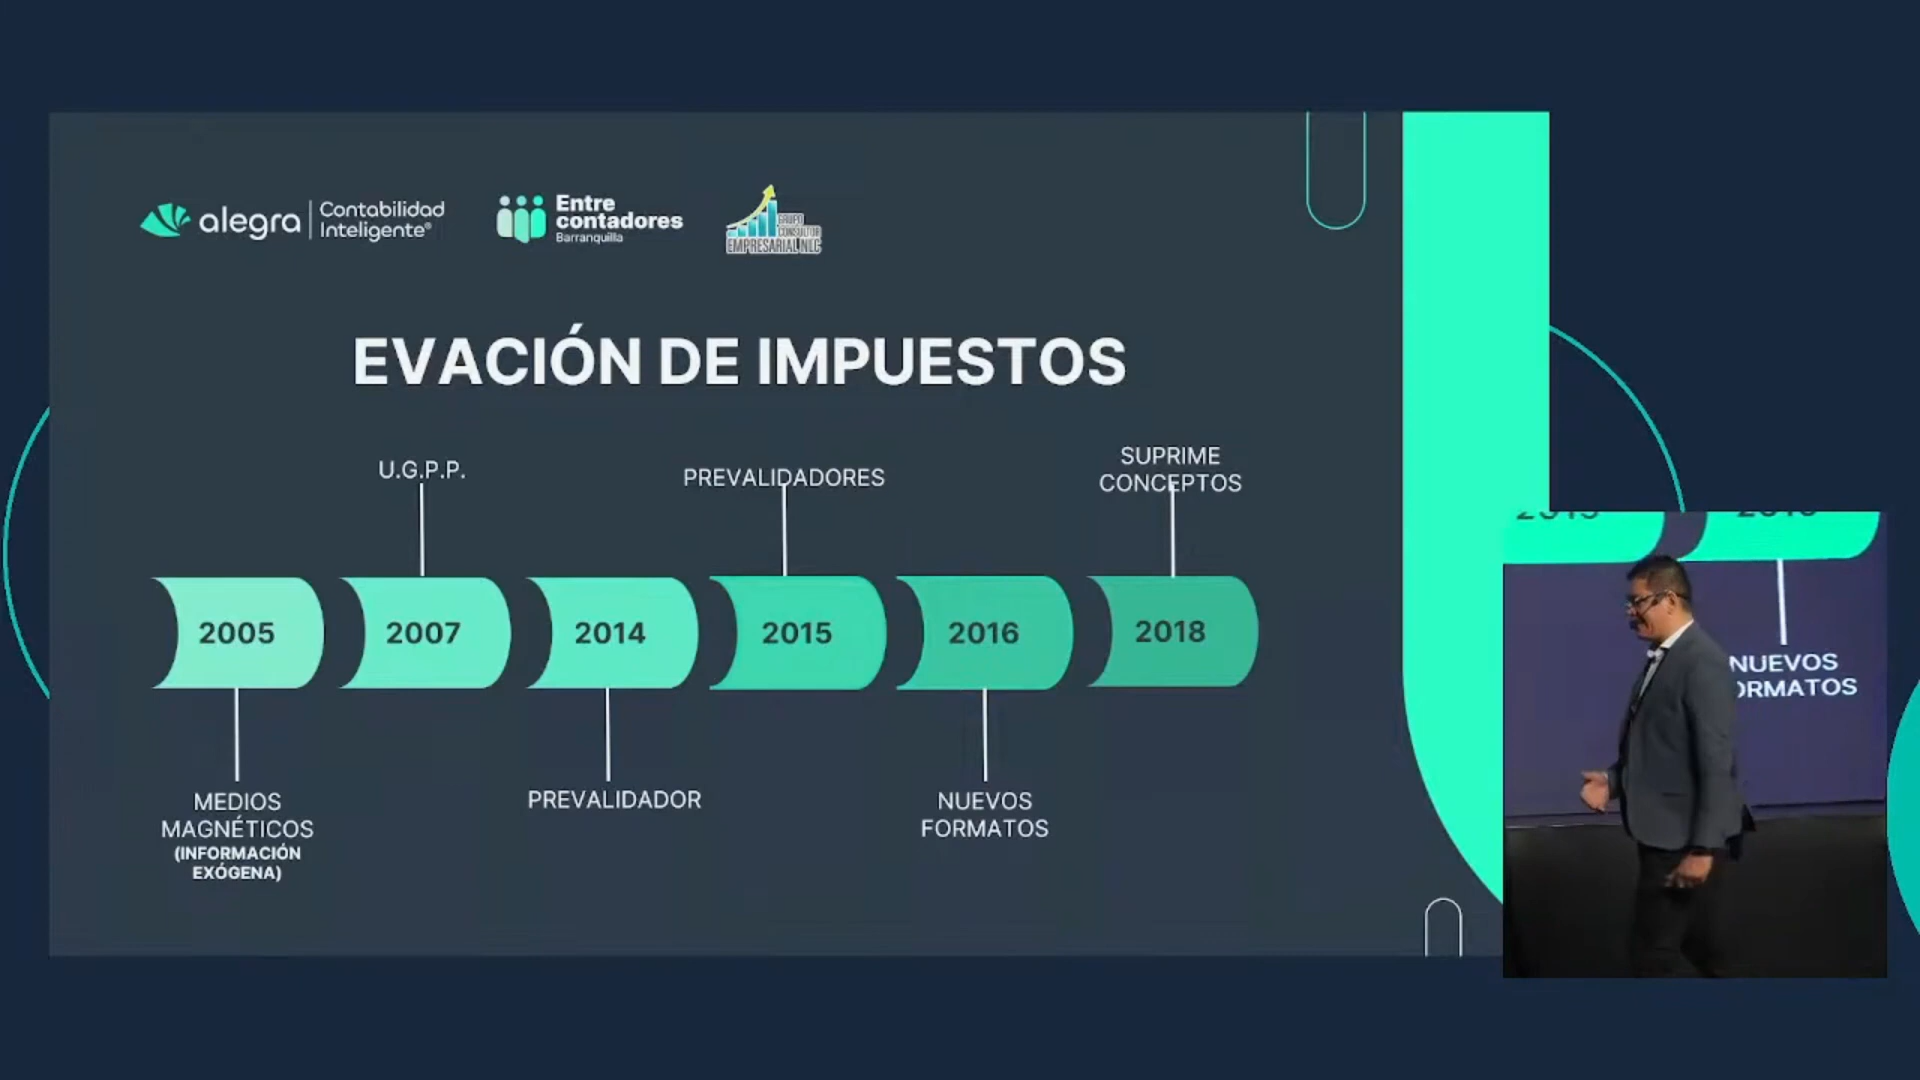 alegra
Contabilidad
Inteligente®
Entre
contadores
Barranquilla
GRUPO
CONSULTOR
EMPRESARIAL NLC
EVACIÓN DE IMPUESTOS
U.G.P.P.
PREVALIDADORES
SUPRIME
CONCEPTOS
2005
2007
2014
2015
2016
2018
MEDIOS
MAGNÉTICOS
(INFORMACIÓN
EXÓGENA)
PREVALIDADOR
NUEVOS
FORMATOS
NUEVOS
ORMATOS